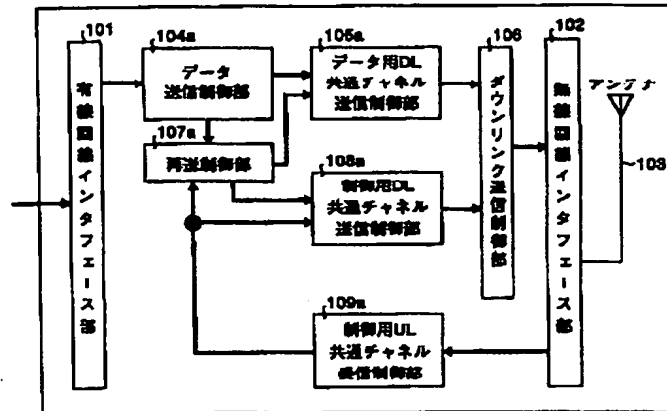 101
有線回線インタフェース部
104a
データ
送信制御部
105a
データ用DL
共通チャネル
送信制御部
106
ダウンリンク送信制御部
102
無線回線インタフェース部
アンテナ
103
107a
再送制御部
108a
制御用DL
共通チャネル
送信制御部
109a
制御用UL
共通チャネル
受信制御部